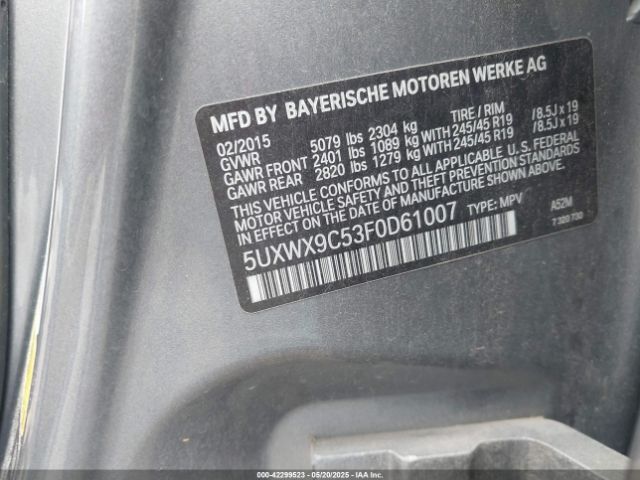 MFD BY BAYERISCHE MOTOREN WERKE AG
02/2015 TIRE / RIM
GVWR 5079 lbs 2304 kg
GAWR FRONT 2401 lbs 1089 kg WITH 245/45 R19 /8.5J x 19
GAWR REAR 2820 lbs 1279 kg WITH 245/45 R19 /8.5J x 19
THIS VEHICLE CONFORMS TO ALL APPLICABLE U.S. FEDERAL
MOTOR VEHICLE SAFETY AND THEFT PREVENTION STANDARDS
IN EFFECT ON THE DATE OF MANUFACTURE SHOWN ABOVE.
5UXWX9C53F0D61007 TYPE: MPV A52M
7 389 730
000-42299523 | 05/20/2025 | IAA Inc.